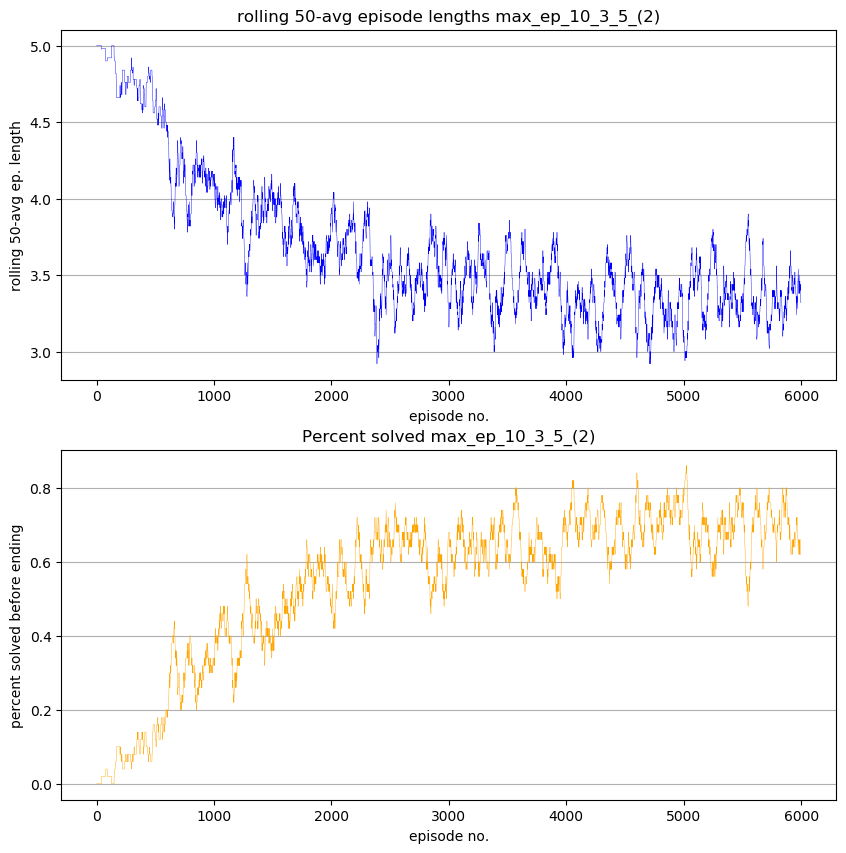 rolling 50-avg episode lengths max_ep_10_3_5_(2)
rolling 50-avg ep. length
5.0
4.5
4.0
3.5
3.0
0 1000 2000 3000 4000 5000 6000
episode no.
Percent solved max_ep_10_3_5_(2)
percent solved before ending
0.8
0.6
0.4
0.2
0.0
0 1000 2000 3000 4000 5000 6000
episode no.